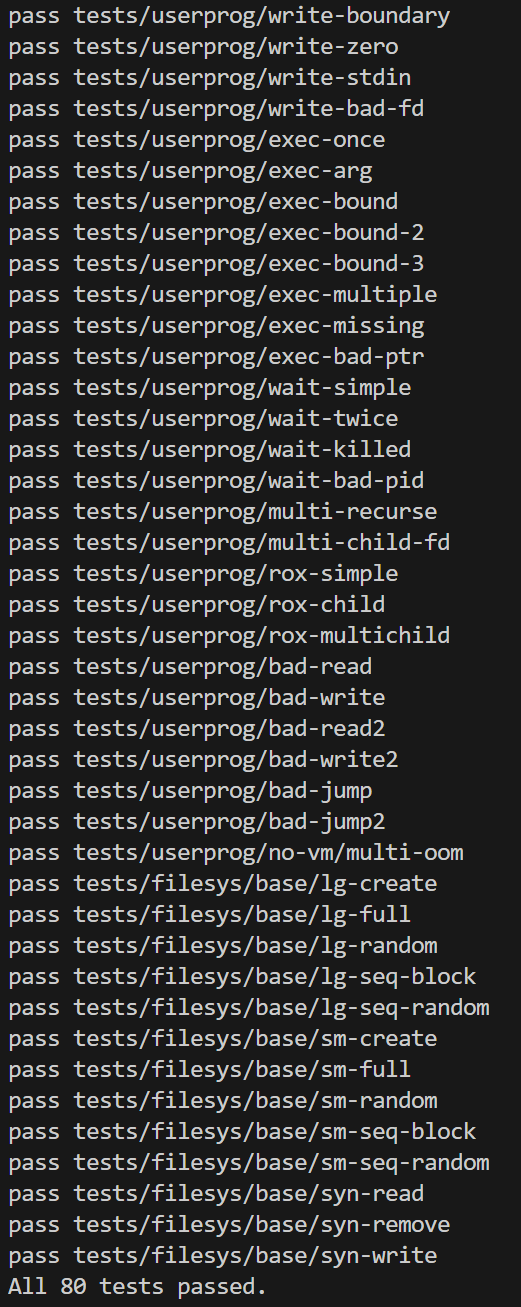 pass tests/userprog/write-boundary
pass tests/userprog/write-zero
pass tests/userprog/write-stdin
pass tests/userprog/write-bad-fd
pass tests/userprog/exec-once
pass tests/userprog/exec-arg
pass tests/userprog/exec-bound
pass tests/userprog/exec-bound-2
pass tests/userprog/exec-bound-3
pass tests/userprog/exec-multiple
pass tests/userprog/exec-missing
pass tests/userprog/exec-bad-ptr
pass tests/userprog/wait-simple
pass tests/userprog/wait-twice
pass tests/userprog/wait-killed
pass tests/userprog/wait-bad-pid
pass tests/userprog/multi-recurse
pass tests/userprog/multi-child-fd
pass tests/userprog/rox-simple
pass tests/userprog/rox-child
pass tests/userprog/rox-multichild
pass tests/userprog/bad-read
pass tests/userprog/bad-write
pass tests/userprog/bad-read2
pass tests/userprog/bad-write2
pass tests/userprog/bad-jump
pass tests/userprog/bad-jump2
pass tests/userprog/no-vm/multi-oom
pass tests/filesys/base/lg-create
pass tests/filesys/base/lg-full
pass tests/filesys/base/lg-random
pass tests/filesys/base/lg-seq-block
pass tests/filesys/base/lg-seq-random
pass tests/filesys/base/sm-create
pass tests/filesys/base/sm-full
pass tests/filesys/base/sm-random
pass tests/filesys/base/sm-seq-block
pass tests/filesys/base/sm-seq-random
pass tests/filesys/base/syn-read
pass tests/filesys/base/syn-remove
pass tests/filesys/base/syn-write
All 80 tests passed.